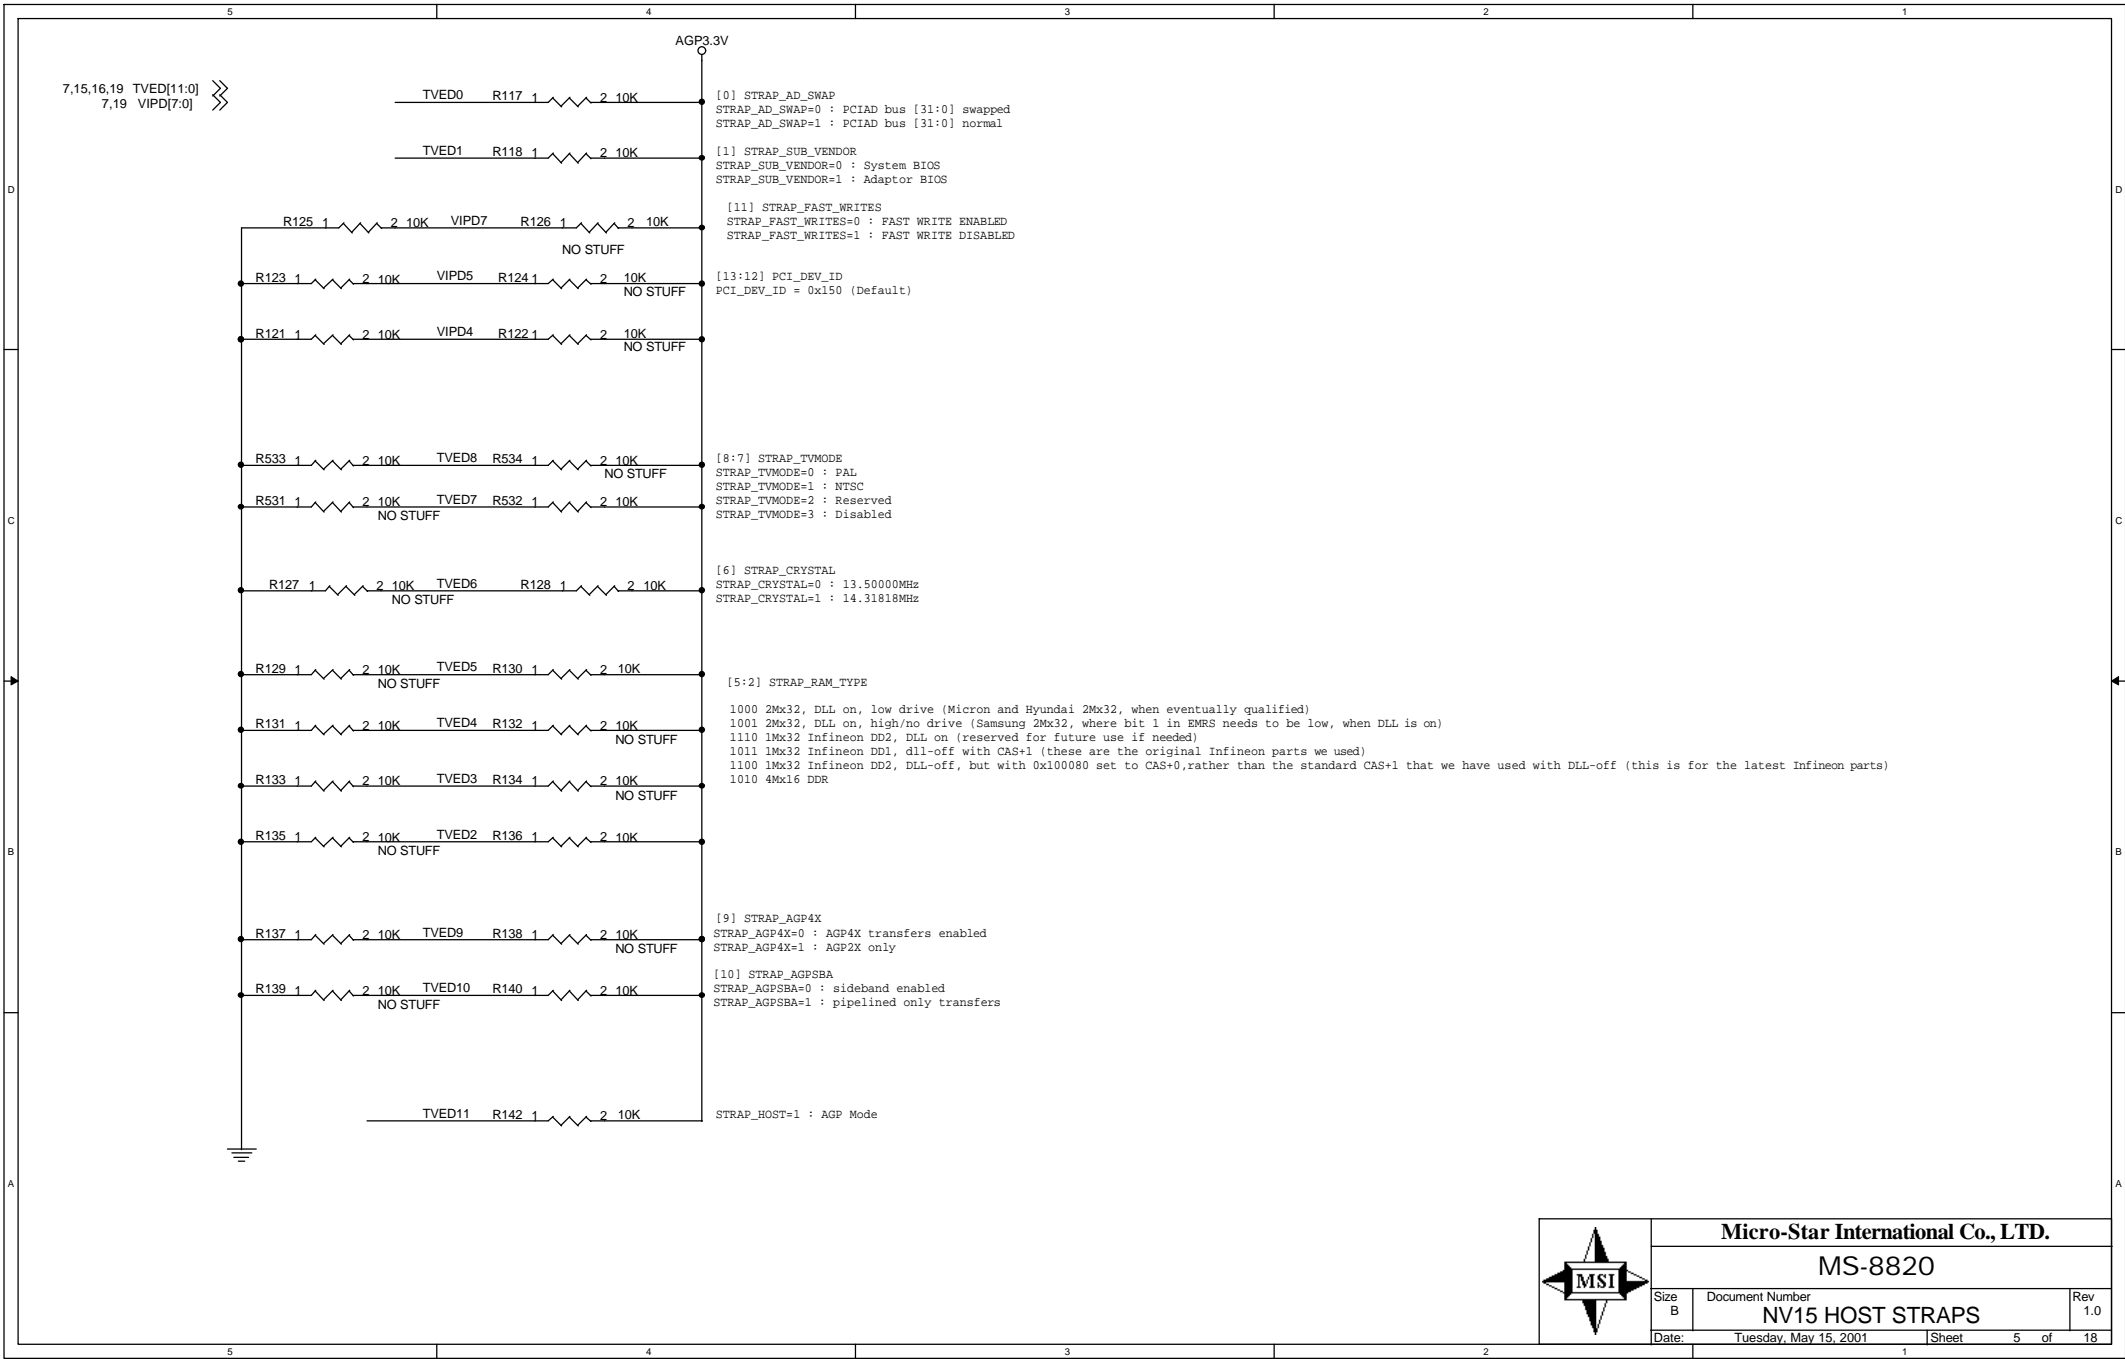 5 4 3 2 1
AGP3.3V
7,15,16,19 TVED[11:0]
7,19 VIPD[7:0]
TVED0 R117 1 2 10K
[0] STRAP_AD_SWAP
STRAP_AD_SWAP=0 : PCIAD bus [31:0] swapped
STRAP_AD_SWAP=1 : PCIAD bus [31:0] normal
TVED1 R118 1 2 10K
[1] STRAP_SUB_VENDOR
STRAP_SUB_VENDOR=0 : System BIOS
STRAP_SUB_VENDOR=1 : Adaptor BIOS
D D
R125 1 2 10K VIPD7 R126 1 2 10K
NO STUFF
[11] STRAP_FAST_WRITES
STRAP_FAST_WRITES=0 : FAST WRITE ENABLED
STRAP_FAST_WRITES=1 : FAST WRITE DISABLED
R123 1 2 10K VIPD5 R124 1 2 10K
NO STUFF
[13:12] PCI_DEV_ID
PCI_DEV_ID = 0x150 (Default)
R121 1 2 10K VIPD4 R122 1 2 10K
NO STUFF
R533 1 2 10K TVED8 R534 1 2 10K
NO STUFF
[8:7] STRAP_TVMODE
STRAP_TVMODE=0 : PAL
STRAP_TVMODE=1 : NTSC
STRAP_TVMODE=2 : Reserved
STRAP_TVMODE=3 : Disabled
R531 1 2 10K TVED7 R532 1 2 10K
NO STUFF
C C
R127 1 2 10K TVED6 R128 1 2 10K
NO STUFF
[6] STRAP_CRYSTAL
STRAP_CRYSTAL=0 : 13.50000MHz
STRAP_CRYSTAL=1 : 14.31818MHz
R129 1 2 10K TVED5 R130 1 2 10K
NO STUFF
[5:2] STRAP_RAM_TYPE
1000 2Mx32, DLL on, low drive (Micron and Hyundai 2Mx32, when eventually qualified)
1001 2Mx32, DLL on, high/no drive (Samsung 2Mx32, where bit 1 in EMRS needs to be low, when DLL is on)
1110 1Mx32 Infineon DD2, DLL on (reserved for future use if needed)
1011 1Mx32 Infineon DD1, dll-off with CAS+1 (these are the original Infineon parts we used)
1100 1Mx32 Infineon DD2, DLL-off, but with 0x100080 set to CAS+0,rather than the standard CAS+1 that we have used with DLL-off (this is for the latest Infineon parts)
1010 4Mx16 DDR
R131 1 2 10K TVED4 R132 1 2 10K
NO STUFF
R133 1 2 10K TVED3 R134 1 2 10K
NO STUFF
R135 1 2 10K TVED2 R136 1 2 10K
NO STUFF
B B
R137 1 2 10K TVED9 R138 1 2 10K
NO STUFF
[9] STRAP_AGP4X
STRAP_AGP4X=0 : AGP4X transfers enabled
STRAP_AGP4X=1 : AGP2X only
R139 1 2 10K TVED10 R140 1 2 10K
NO STUFF
[10] STRAP_AGPSBA
STRAP_AGPSBA=0 : sideband enabled
STRAP_AGPSBA=1 : pipelined only transfers
TVED11 R142 1 2 10K
STRAP_HOST=1 : AGP Mode
A A
MSI
Micro-Star International Co., LTD.
MS-8820
Size
B
Document Number
NV15 HOST STRAPS
Rev
1.0
Date: Tuesday, May 15, 2001 Sheet 5 of 18
5 4 3 2 1